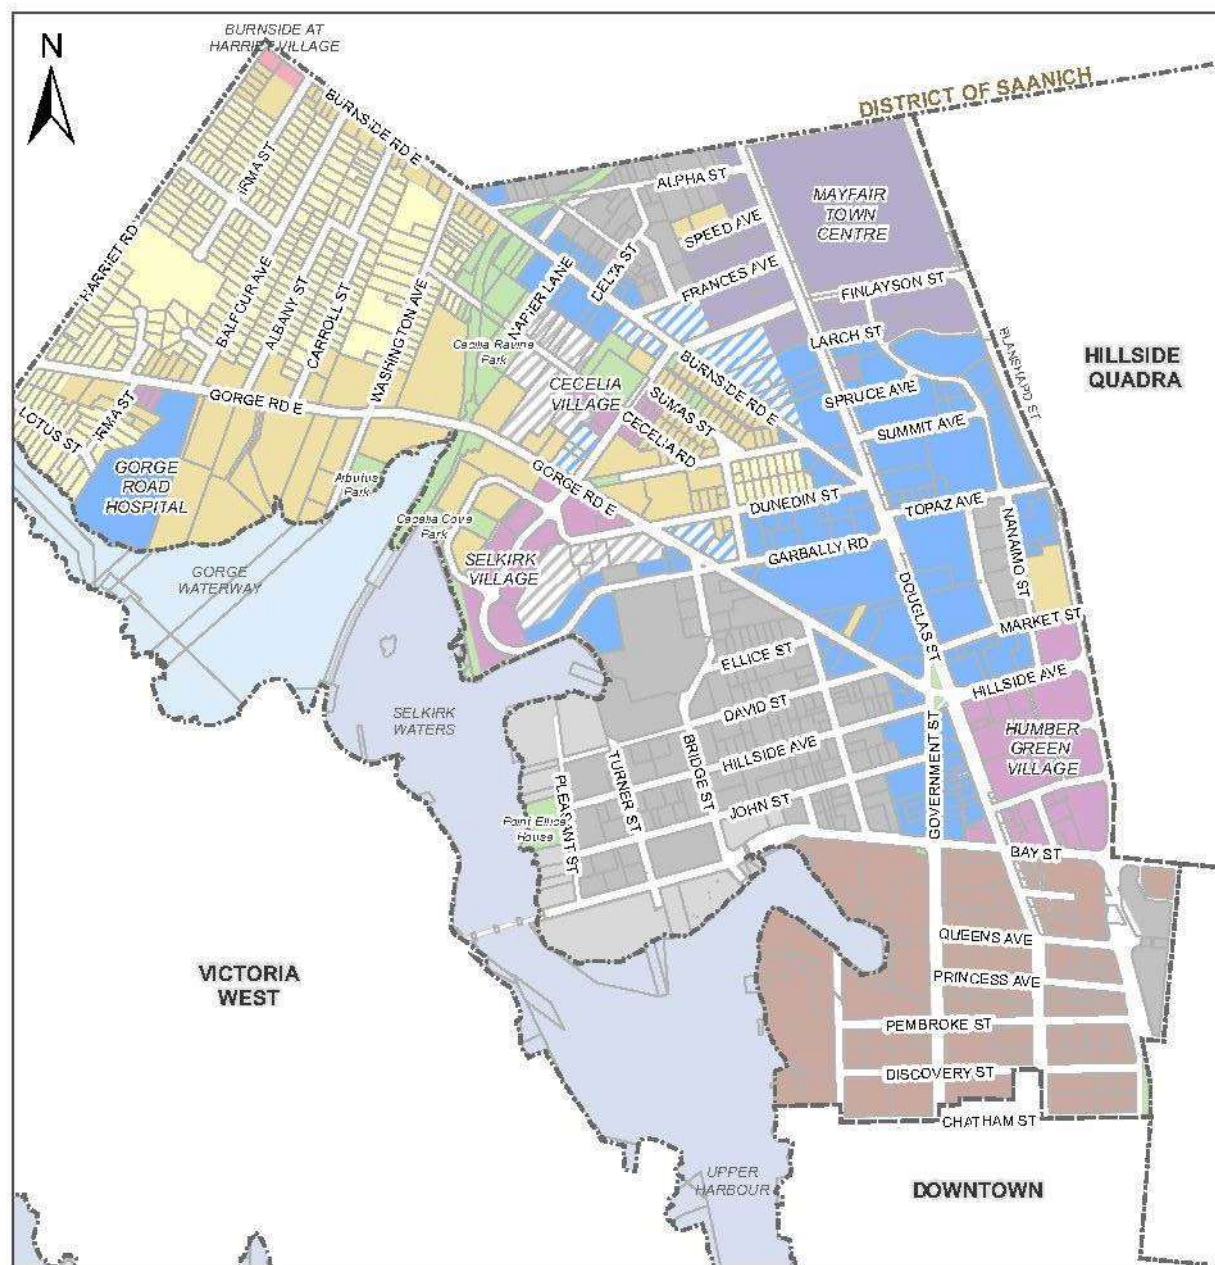 BURNSIDE AT
HARRIET VILLAGE
N
DISTRICT OF SAANICH
BURNSIDE RD E
IRMA ST
ALPHA ST
MAYFAIR
TOWN
CENTRE
SPEED AVE
HARRIET RD
DELTA ST
NAPIER LANE
FRANCES AVE
FINLAYSON ST
BALFOUR AVE
ALBANY ST
CARROLL ST
WASHINGTON AVE
LARCH ST
BLANSHARD ST
HILLSIDE
QUADRA
Cecilia Ravine
Park
CECELIA
VILLAGE
BURNSIDE RD E
SPRUCE AVE
SUMAS ST
CECELIA RD
SUMMIT AVE
LOTUS ST
IRMA ST
GORGE RD E
GORGE
ROAD
HOSPITAL
Arbutus
Park
GORGE RD E
DUNEDIN ST
TOPAZ AVE
NANAIMO ST
Cecelia Cove
Park
GARBALLY RD
SELKIRK
VILLAGE
GORGE
WATERWAY
DOUGLAS ST
MARKET ST
ELLICE ST
HILLSIDE AVE
SELKIRK
WATERS
DAVID ST
HILLSIDE AVE
HUMBER
GREEN
VILLAGE
BRIDGE ST
TURNER ST
PLEASANT ST
GOVERNMENT ST
JOHN ST
Point Ellice
House
BAY ST
QUEENS AVE
VICTORIA
WEST
PRINCESS AVE
PEMBROKE ST
DISCOVERY ST
CHATHAM ST
UPPER
HARBOUR
DOWNTOWN